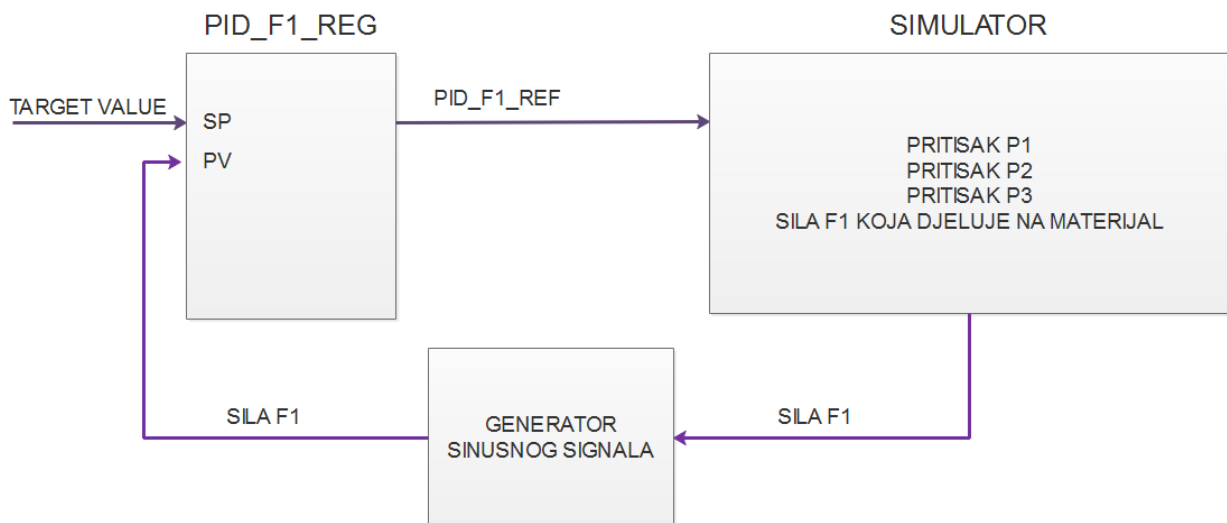 PID_F1_REG
SIMULATOR
TARGET VALUE
SP
PV
PID_F1_REF
PRITISAK P1
PRITISAK P2
PRITISAK P3
SILA F1 KOJA DJELUJE NA MATERIJAL
SILA F1
GENERATOR
SINUSNOG SIGNALA
SILA F1